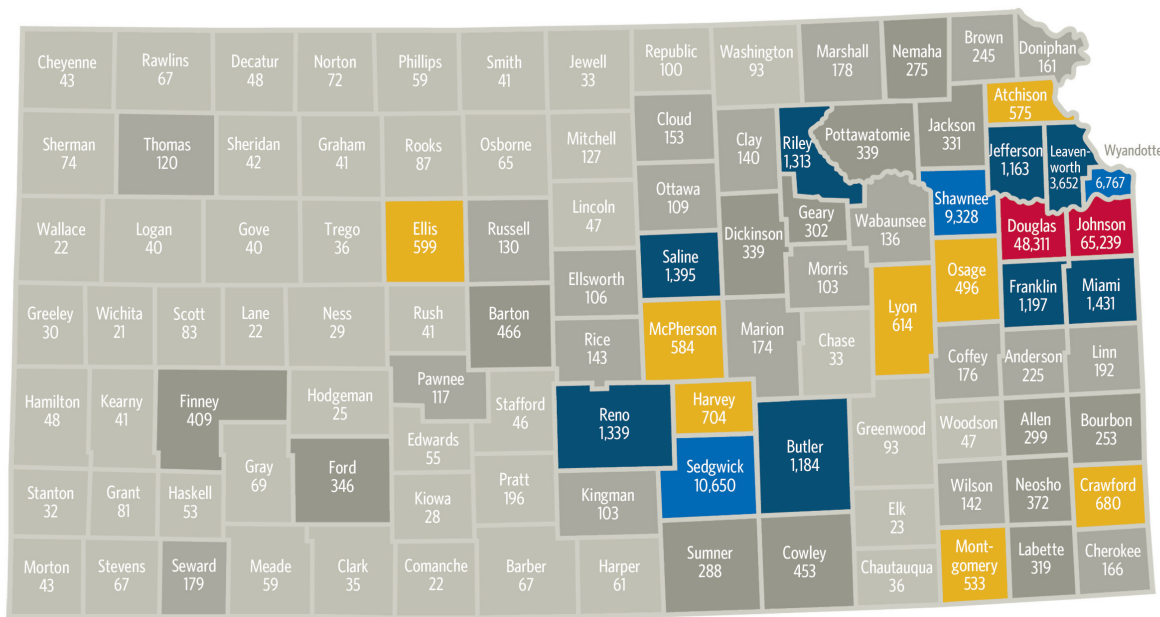 Cheyenne
43
Rawlins
67
Decatur
48
Norton
72
Phillips
59
Smith
41
Jewell
33
Republic
100
Washington
93
Marshall
178
Nemaha
275
Brown
245
Doniphan
161
Sherman
74
Thomas
120
Sheridan
42
Graham
41
Rooks
87
Osborne
65
Mitchell
127
Cloud
153
Clay
140
Riley
1,313
Pottawatomie
339
Jackson
331
Atchison
575
Jefferson
1,163
Leaven-
worth
3,652
Wyandotte
6,767
Wallace
22
Logan
40
Gove
40
Trego
36
Ellis
599
Russell
130
Lincoln
47
Ottawa
109
Saline
1,395
Dickinson
339
Geary
302
Wabaunsee
136
Shawnee
9,328
Douglas
48,311
Johnson
65,239
Ellsworth
106
Morris
103
Osage
496
Franklin
1,197
Miami
1,431
Greeley
30
Wichita
21
Scott
83
Lane
22
Ness
29
Rush
41
Barton
466
Rice
143
McPherson
584
Marion
174
Chase
33
Lyon
614
Coffey
176
Anderson
225
Linn
192
Hamilton
48
Kearny
41
Finney
409
Hodgeman
25
Pawnee
117
Stafford
46
Edwards
55
Reno
1,339
Harvey
704
Butler
1,184
Greenwood
93
Woodson
47
Allen
299
Bourbon
253
Stanton
32
Grant
81
Haskell
53
Gray
69
Ford
346
Kiowa
28
Pratt
196
Kingman
103
Sedgwick
10,650
Elk
23
Wilson
142
Neosho
372
Crawford
680
Morton
43
Stevens
67
Seward
179
Meade
59
Clark
35
Comanche
22
Barber
67
Harper
61
Sumner
288
Cowley
453
Chautauqua
36
Mont-
gomery
533
Labette
319
Cherokee
166